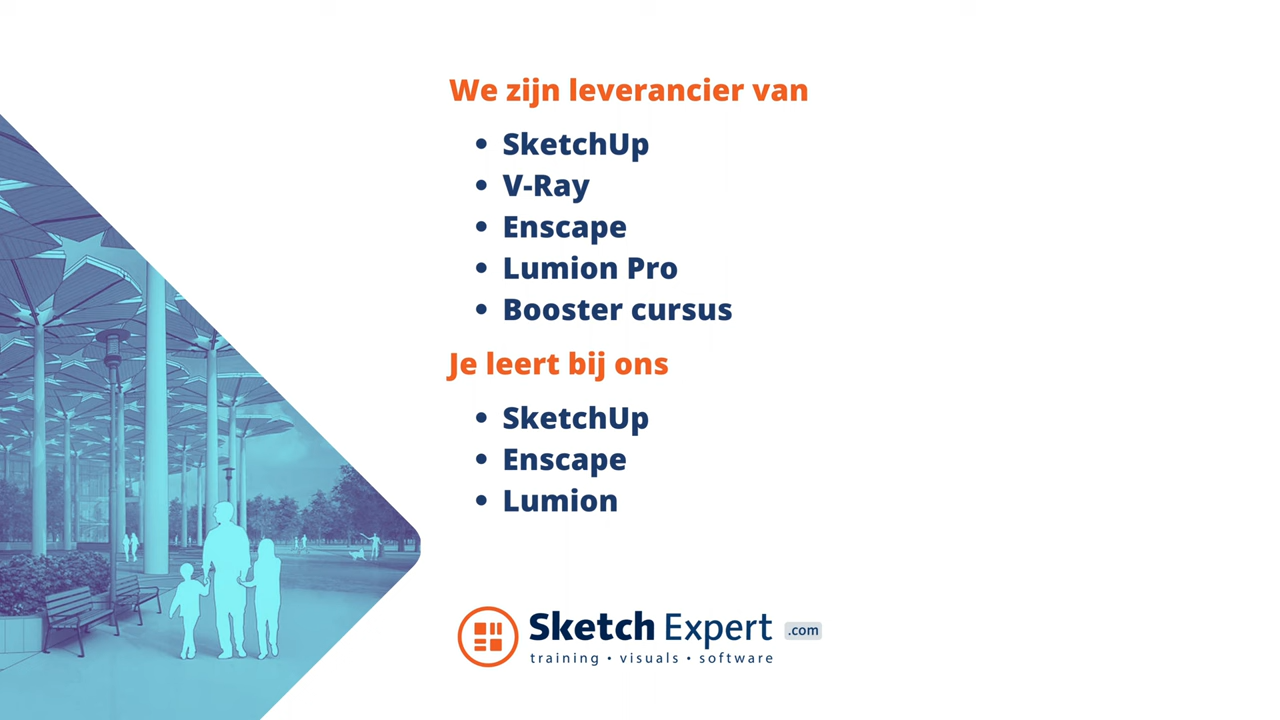 We zijn leverancier van
• SketchUp
• V-Ray
• Enscape
• Lumion Pro
• Booster cursus
Je leert bij ons
• SketchUp
• Enscape
• Lumion
Sketch Expert .com
training • visuals • software